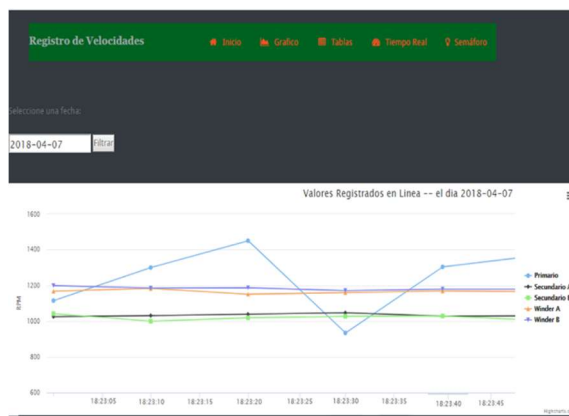 Registro de Velocidades
Inicio
Grafico
Tablas
Tiempo Real
Semáforo
Seleccione una fecha:
2018-04-07
Filtrar
Valores Registrados en Linea -- el dia 2018-04-07
1600
1400
1200
1000
800
600
RPM
18:23:05
18:23:10
18:23:15
18:23:20
18:23:25
18:23:30
18:23:35
18:23:40
18:23:45
Primario
Secundario A
Secundario
Winder A
Winder B